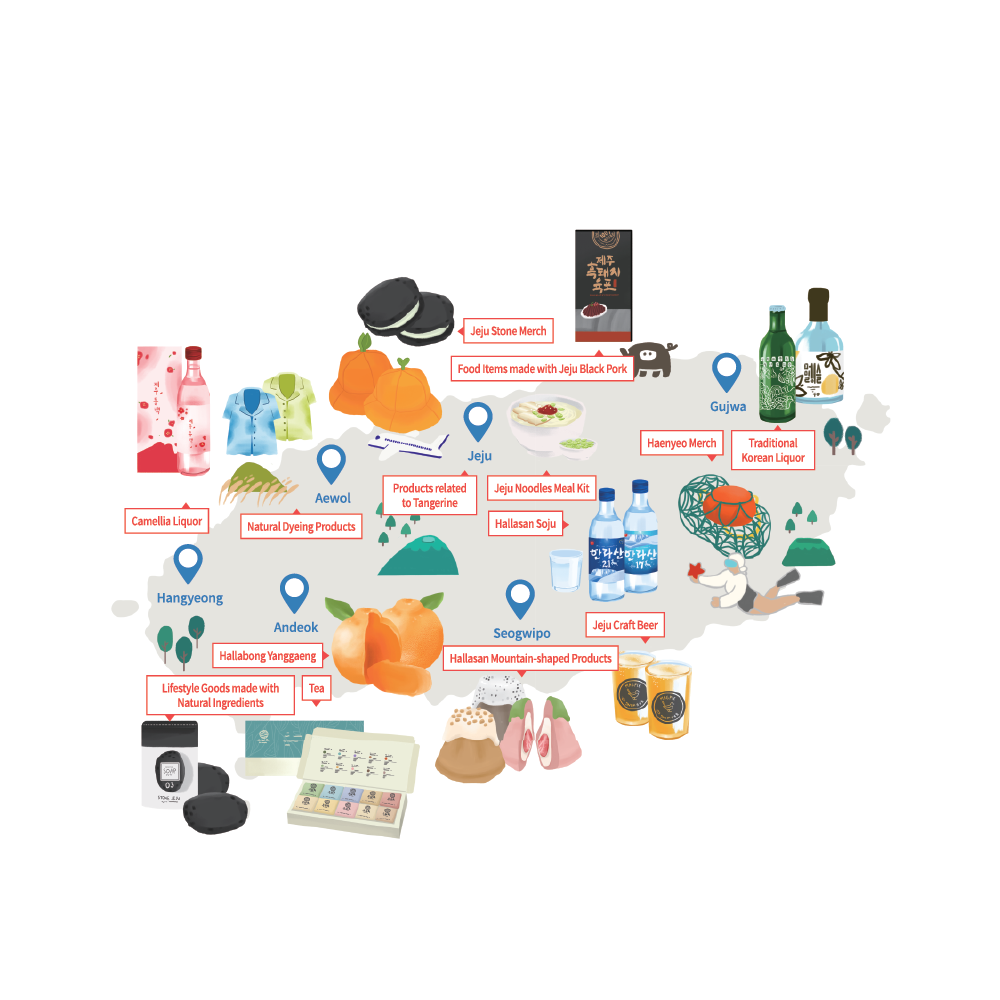 제주
흑돼지
육포
Jeju Stone Merch
Food Items made with Jeju Black Pork
Gujwa
Haenyeo Merch
Traditional
Korean Liquor
Jeju
Aewol
Products related
to Tangerine
Jeju Noodles Meal Kit
Camellia Liquor
Natural Dyeing Products
Hallasan Soju
한라산
21
한라산
17
Hangyeong
Andeok
Seogwipo
Jeju Craft Beer
Hallabong Yanggaeng
Hallasan Mountain-shaped Products
Lifestyle Goods made with
Natural Ingredients
Tea
SOAP
03